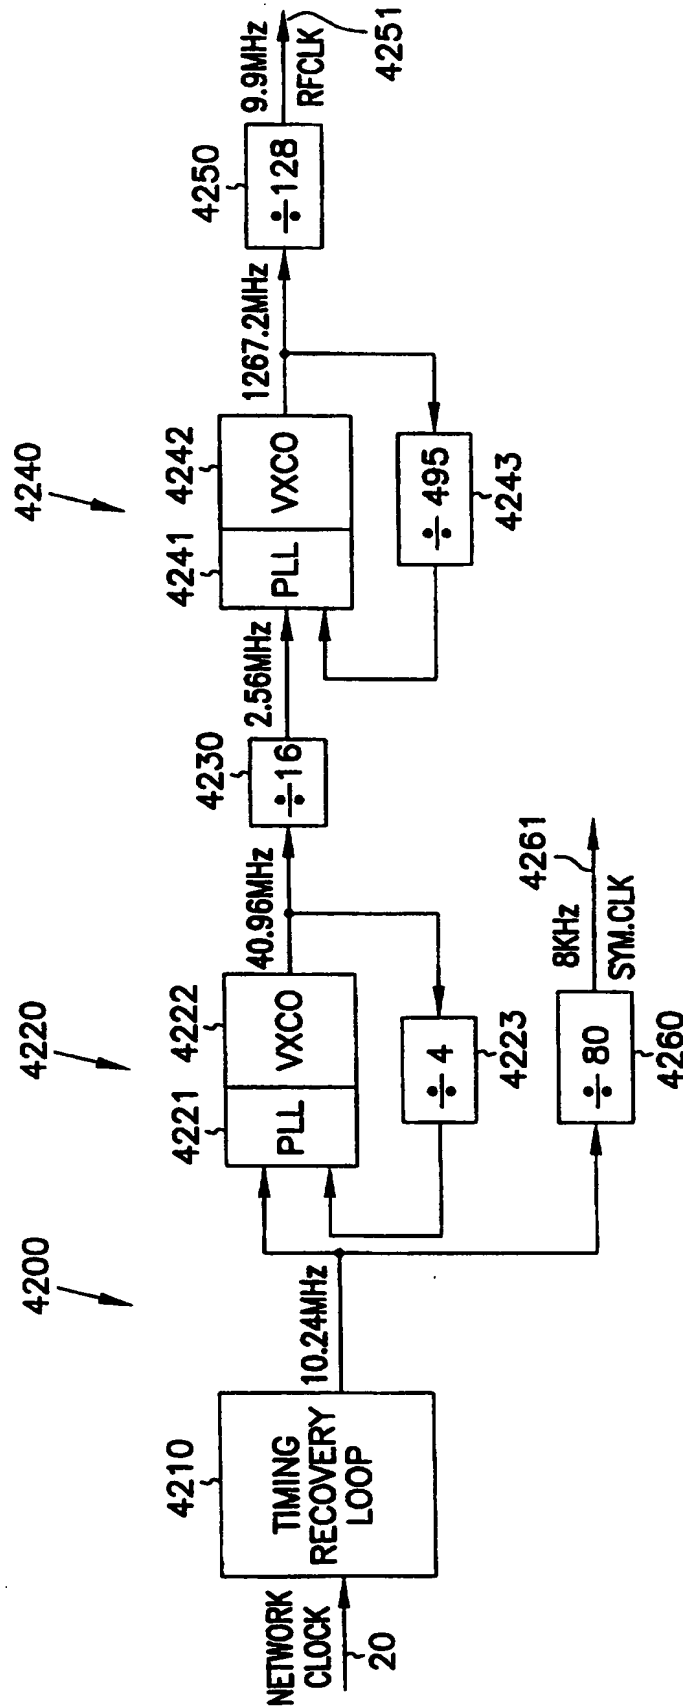 4200
4220
4240
NETWORK
CLOCK
20
4210
TIMING
RECOVERY
LOOP
10.24MHz
4221
4222
PLL
VXCO
÷ 4
4223
40.96MHz
4230
÷16
2.56MHz
4241
4242
PLL
VXCO
÷ 495
4243
1267.2MHz
4250
÷128
9.9MHz
RFCLK
4251
÷ 80
4260
8KHz
SYM.CLK
4261